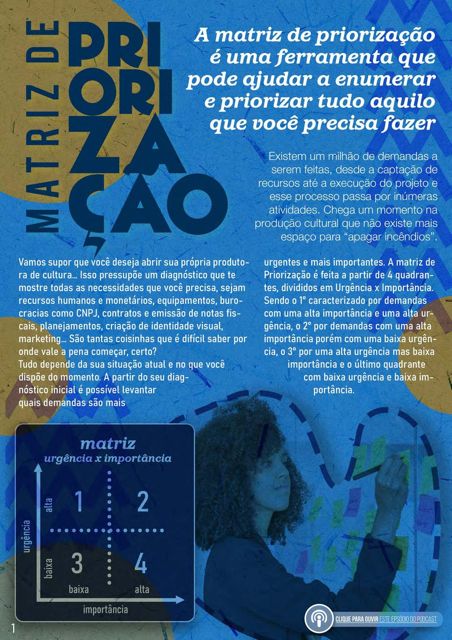 MATRIZ DE
PRI
ORI
ZA
ÇÃO
A matriz de priorização
é uma ferramenta que
pode ajudar a enumerar
e priorizar tudo aquilo
que você precisa fazer
Existem um milhão de demandas a
serem feitas, desde a captação de
recursos até a execução do projeto e
esse processo passa por inúmeras
atividades. Chega um momento na
produção cultural que não existe mais
espaço para “apagar incêndios”.
Vamos supor que você deseja abrir sua própria produto-
ra de cultura... Isso pressupõe um diagnóstico que te
mostre todas as necessidades que você precisa, sejam
recursos humanos e monetários, equipamentos, buro-
cracias como CNPJ, contratos e emissão de notas fis-
cais, planejamentos, criação de identidade visual,
marketing... São tantas coisinhas que é difícil saber por
onde vale a pena começar, certo?
Tudo depende da sua situação atual e no que você
dispõe do momento. A partir do seu diag-
nóstico inicial é possível levantar
quais demandas são mais
urgentes e mais importantes. A matriz de
Priorização é feita a partir de 4 quadran-
tes, divididos em Urgência x Importância.
Sendo o 1º caracterizado por demandas
com uma alta importância e uma alta ur-
gência, o 2º por demandas com uma alta
importância porém com uma baixa urgên-
cia, o 3º por uma alta urgência mas baixa
importância e o último quadrante
com baixa urgência e baixa im-
portância.
matriz
urgência x importância
urgência
alta
1
2
baixa
3
4
baixa
alta
importância
CLIQUE PARA OUVIR ESTE EPISÓDIO DO PODCAST
1